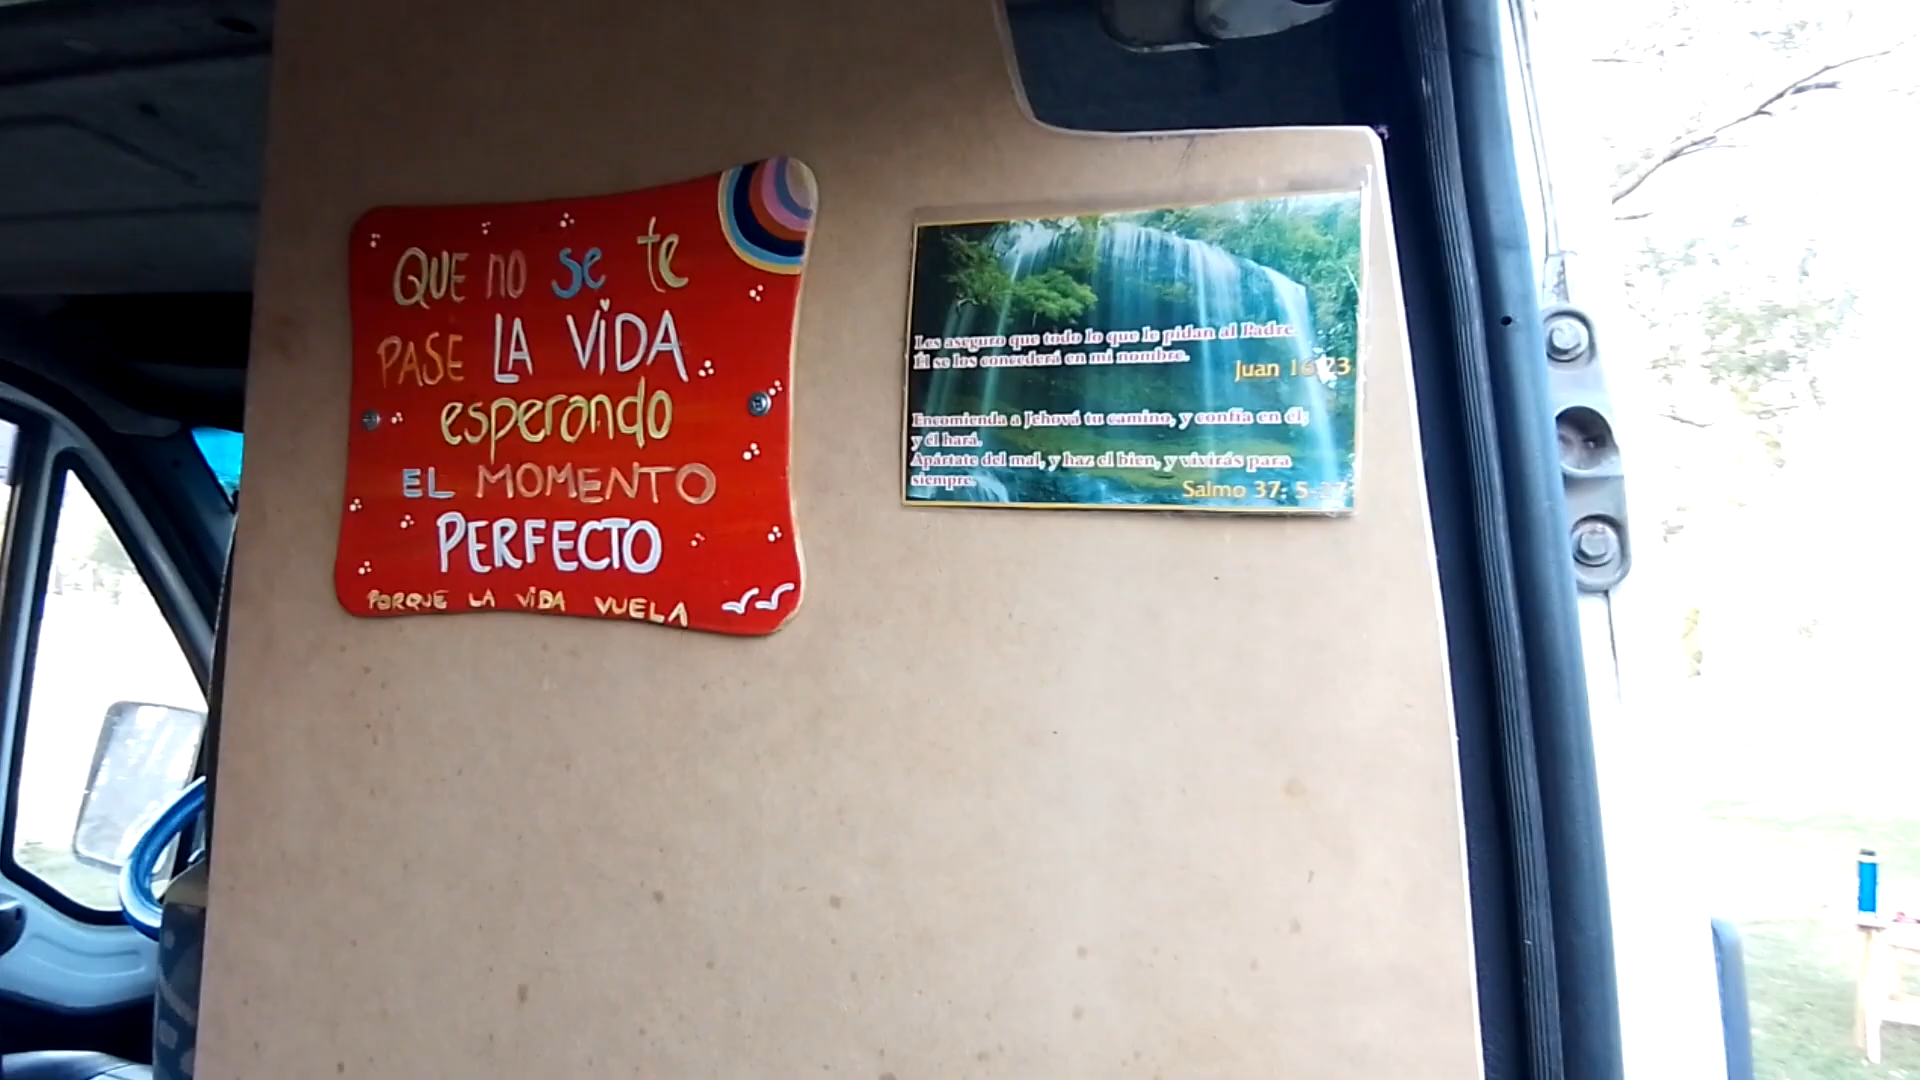 QUE no se te
PASE LA ViDA
esperando
EL MOMENTO
PERFECTO
PORQUE LA ViDA VUELA
Les aseguro que todo lo que le pidan al Padre,
Él se los concederá en mi nombre.
Juan 16:23
Encomienda a Jehová tu camino, y confía en él;
y él hará.
Apártate del mal, y haz el bien, y vivirás para
siempre.
Salmo 37: 5-27